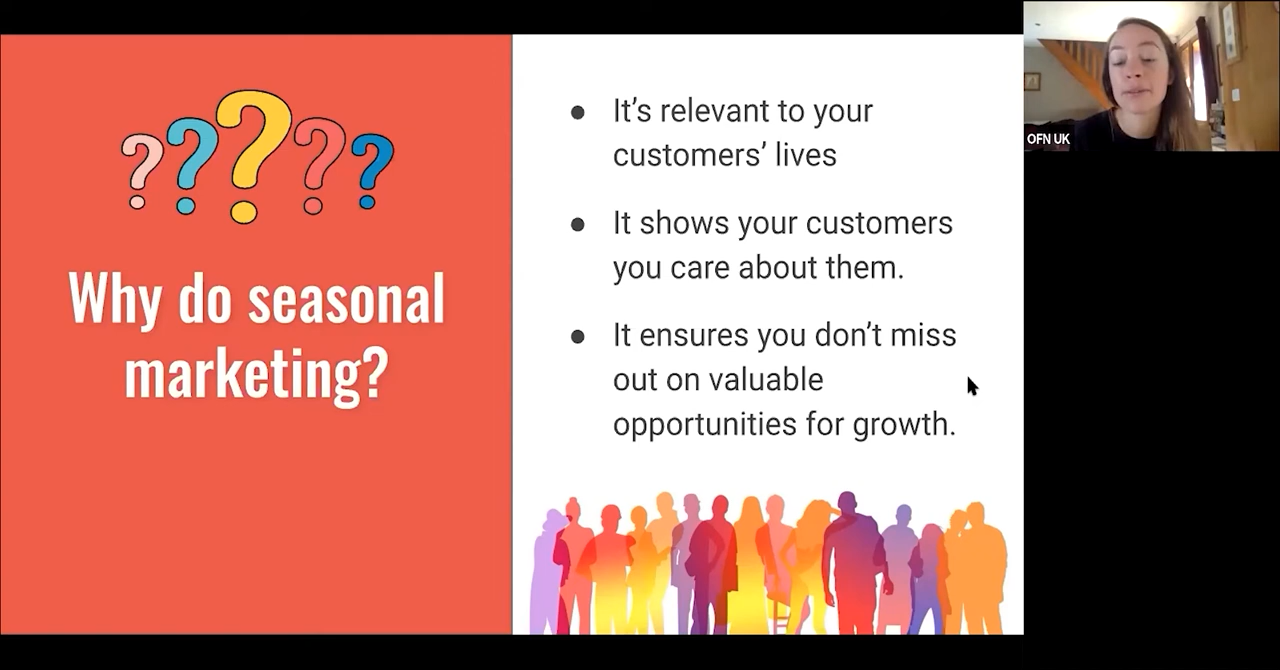 ? ? ? ? ?
Why do seasonal
marketing?
● It’s relevant to your
customers’ lives
● It shows your customers
you care about them.
● It ensures you don’t miss
out on valuable
opportunities for growth.
OFN UK